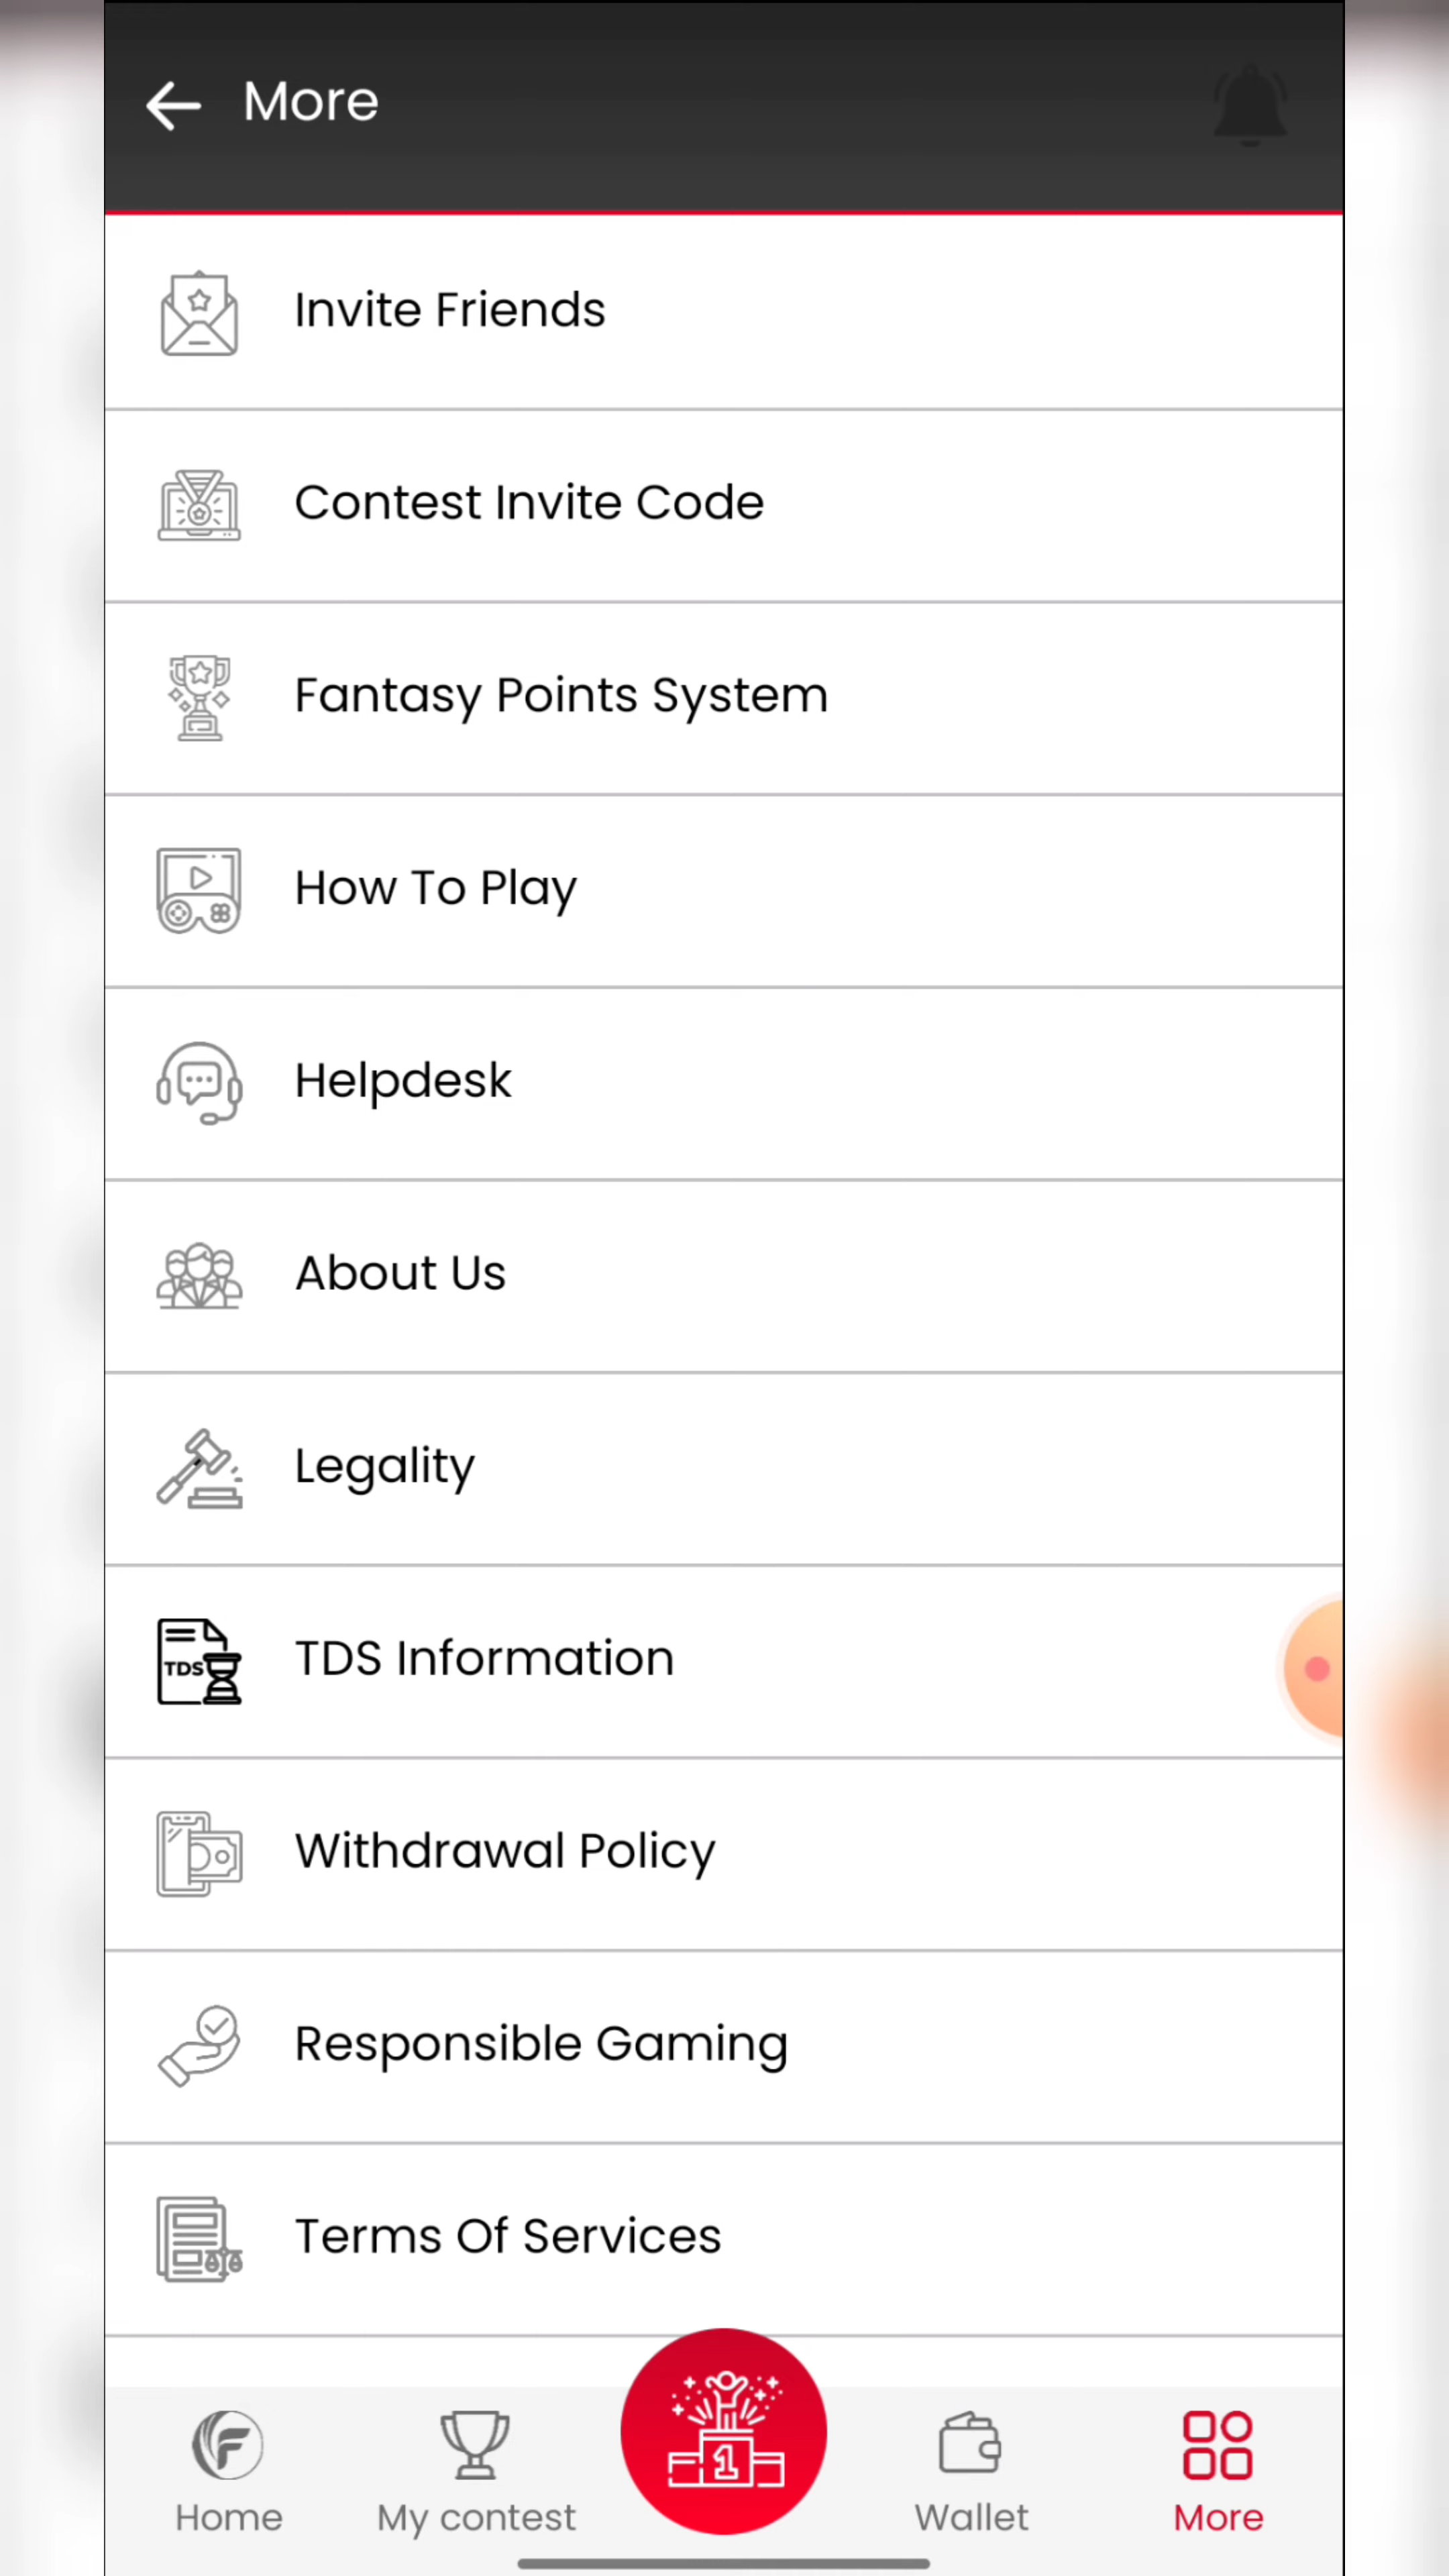 More
Invite Friends
Contest Invite Code
Fantasy Points System
How To Play
Helpdesk
About Us
Legality
TDS
TDS Information
Withdrawal Policy
Responsible Gaming
Terms Of Services
1
Home
My contest
Wallet
More